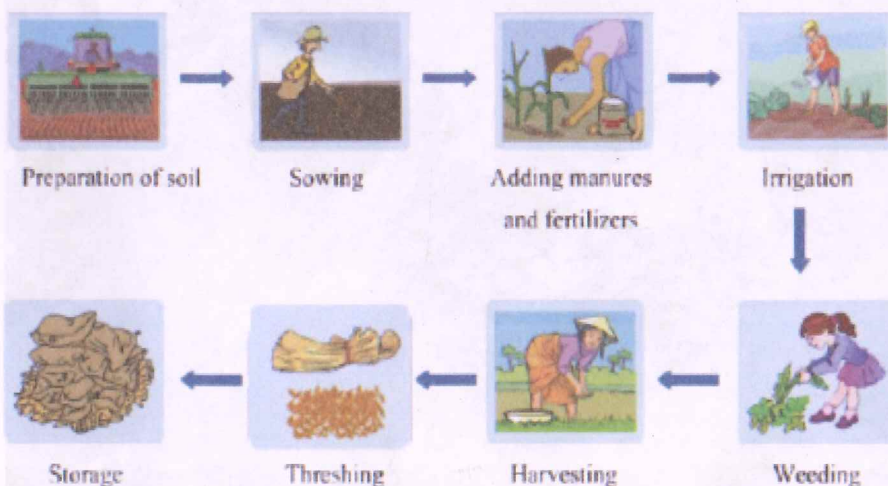 Preparation of soil
Sowing
Adding manures
and fertilizers
Irrigation
Weeding
Harvesting
Threshing
Storage